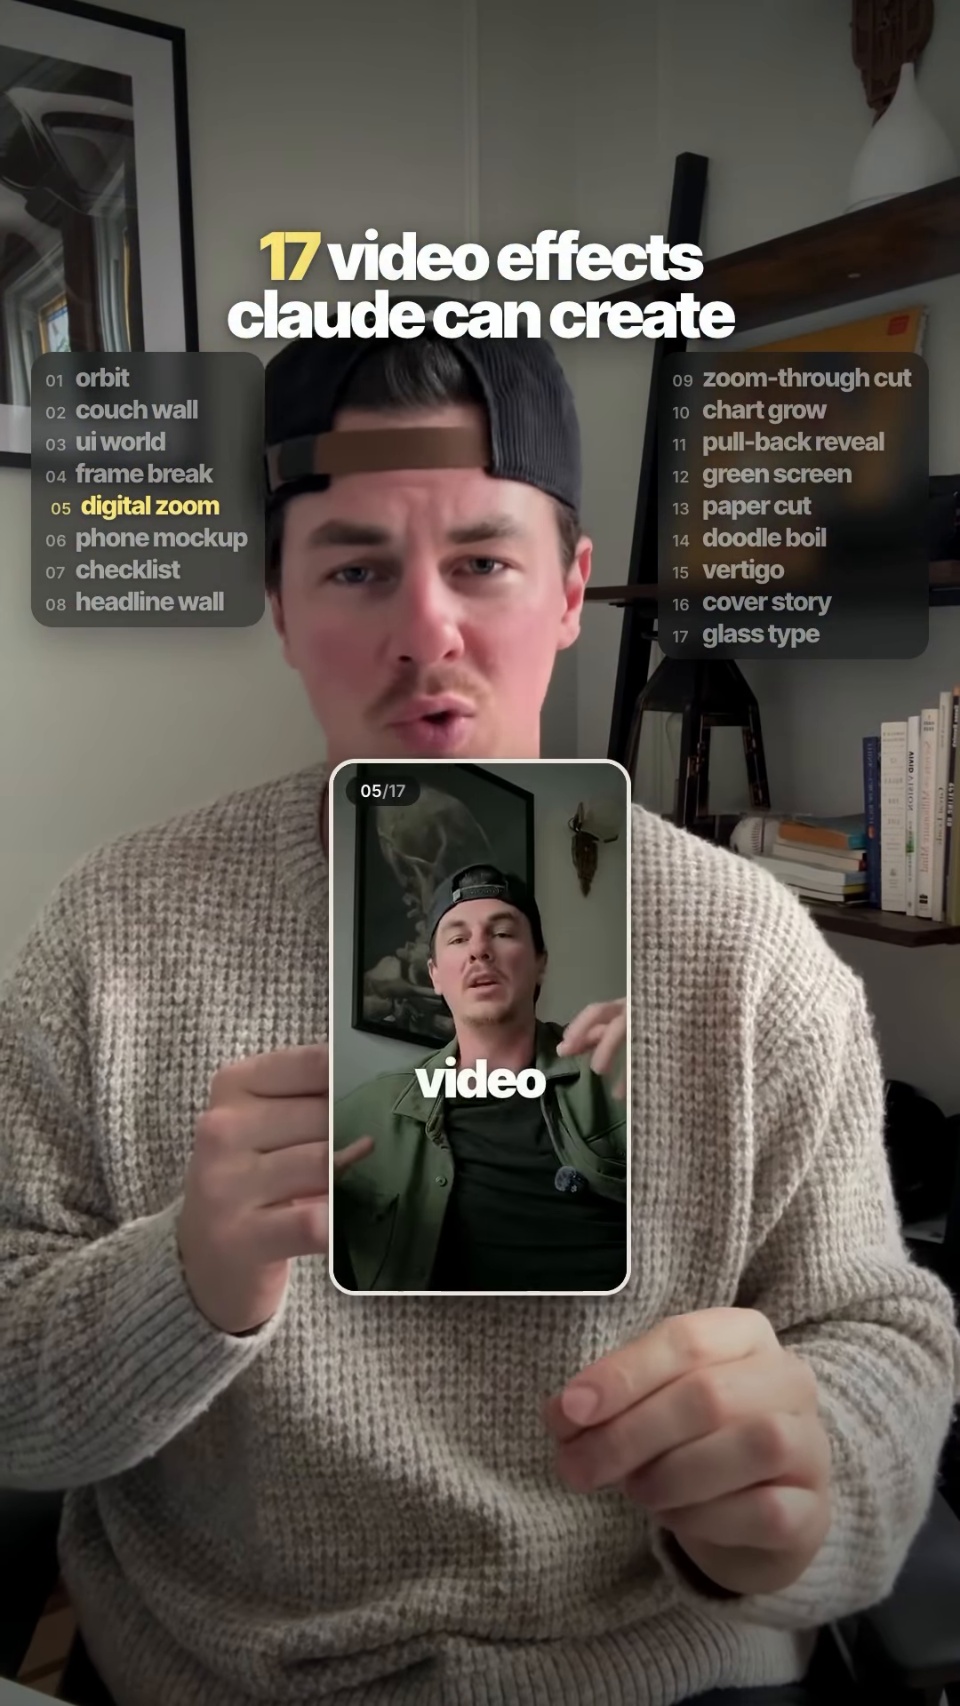 17 video effects
claude can create
01 orbit
02 couch wall
03 ui world
04 frame break
05 digital zoom
06 phone mockup
07 checklist
08 headline wall
09 zoom-through cut
10 chart grow
11 pull-back reveal
12 green screen
13 paper cut
14 doodle boil
15 vertigo
16 cover story
17 glass type
05/17
video